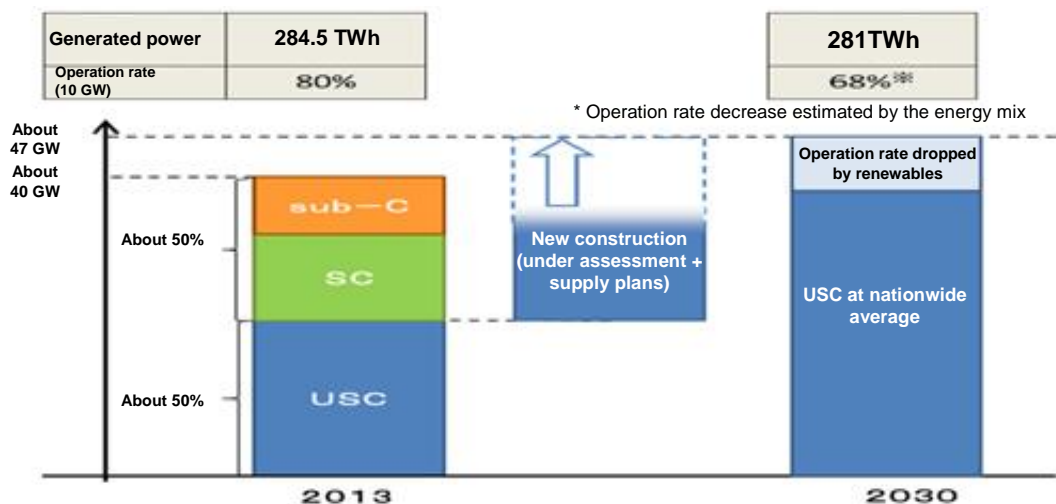 Generated power
284.5 TWh
281TWh
Operation rate
(10 GW)
80%
68%※
* Operation rate decrease estimated by the energy mix
About
47 GW
About
40 GW
About 50%
About 50%
sub-C
SC
USC
New construction
(under assessment +
supply plans)
Operation rate dropped
by renewables
USC at nationwide
average
2013
2030